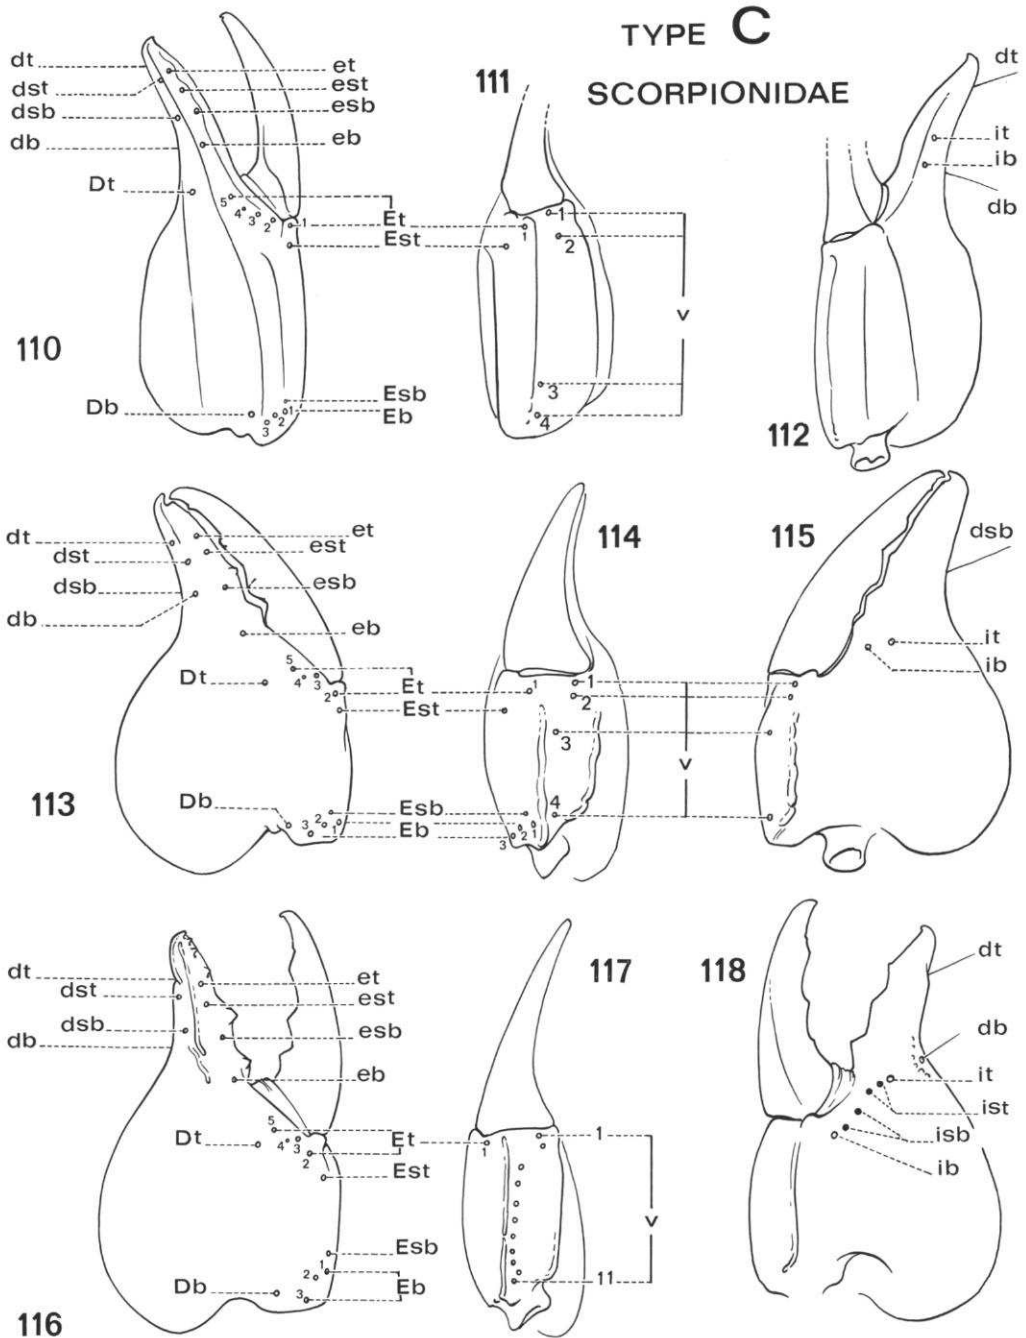 TYPE C
SCORPIONIDAE
110
dt
dst
dsb
db
Dt
Db
et
est
esb
eb
5
4
3
2
1
Et
Est
Esb
Eb
1
2
3
111
1
1
2
3
4
v
112
dt
it
ib
db
113
dt
dst
dsb
db
Dt
Db
et
est
esb
eb
5
4
3
2
Et
Est
Esb
Eb
3
2
1
114
1
1
2
3
4
3
2
1
v
115
dsb
it
ib
116
dt
dst
dsb
db
Dt
Db
et
est
esb
eb
5
4
3
2
Et
Est
Esb
Eb
1
2
3
117
1
1
11
v
118
dt
db
it
ist
isb
ib